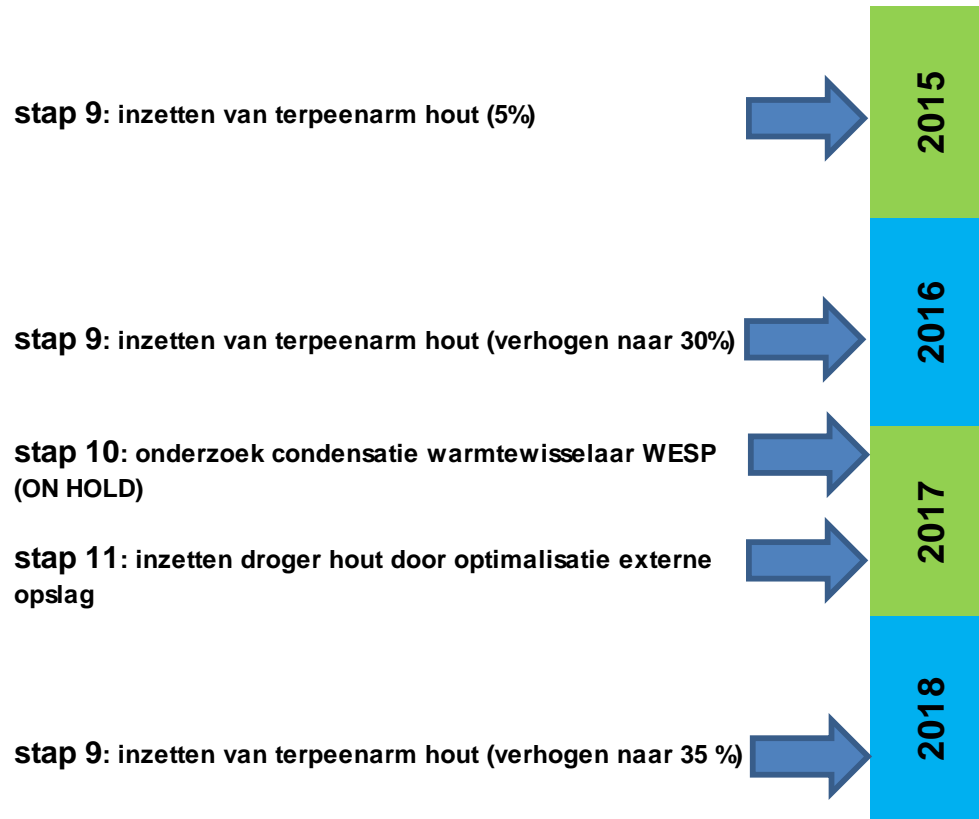 stap 9: inzetten van terpeenarm hout (5%)
2015
stap 9: inzetten van terpeenarm hout (verhogen naar 30%)
2016
stap 10: onderzoek condensatie warmtewisselaar WESP
(ON HOLD)
2017
stap 11: inzetten droger hout door optimalisatie externe
opslag
stap 9: inzetten van terpeenarm hout (verhogen naar 35 %)
2018